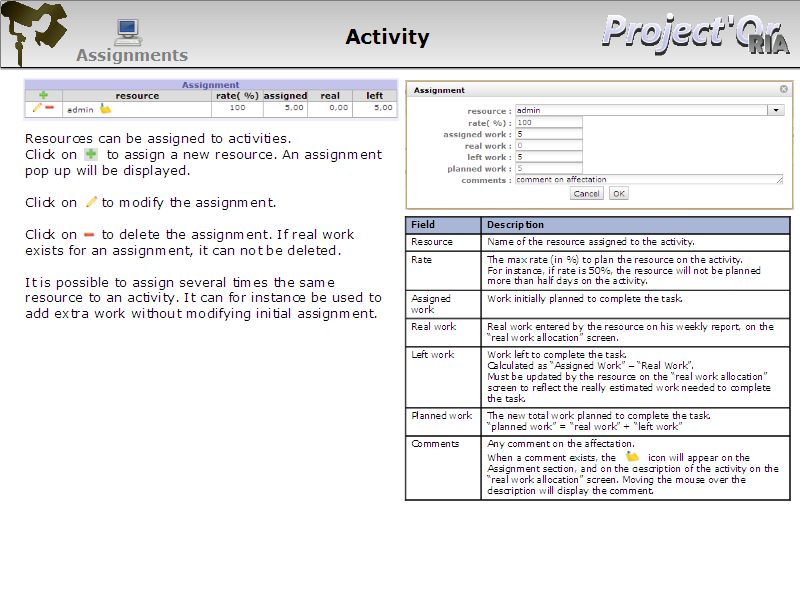 Activity
Project'Or
RIA
Assignments
Assignment
resource rate( %) assigned real left
admin 100 5,00 0,00 5,00
Resources can be assigned to activities.
Click on to assign a new resource. An assignment
pop up will be displayed.
Click on to modify the assignment.
Click on to delete the assignment. If real work
exists for an assignment, it can not be deleted.
It is possible to assign several times the same
resource to an activity. It can for instance be used to
add extra work without modifying initial assignment.
Assignment
resource : admin
rate( %) : 100
assigned work : 5
real work : 0
left work : 5
planned work : 5
comments : comment on affectation
Cancel OK
Field Description
Resource Name of the resource assigned to the activity.
Rate The max rate (in %) to plan the resource on the activity.
For instance, if rate is 50%, the resource will not be planned
more than half days on the activity.
Assigned Work initially planned to complete the task.
work
Real work Real work entered by the resource on his weekly report, on the
“real work allocation” screen.
Left work Work left to complete the task.
Calculated as “Assigned Work” – “Real Work”.
Must be updated by the resource on the “real work allocation”
screen to reflect the really estimated work needed to complete
the task.
Planned work The new total work planned to complete the task.
“planned work” = “real work” + “left work”
Comments Any comment on the affectation.
When a comment exists, the icon will appear on the
Assignment section, and on the description of the activity on the
“real work allocation” screen. Moving the mouse over the
description will display the comment.